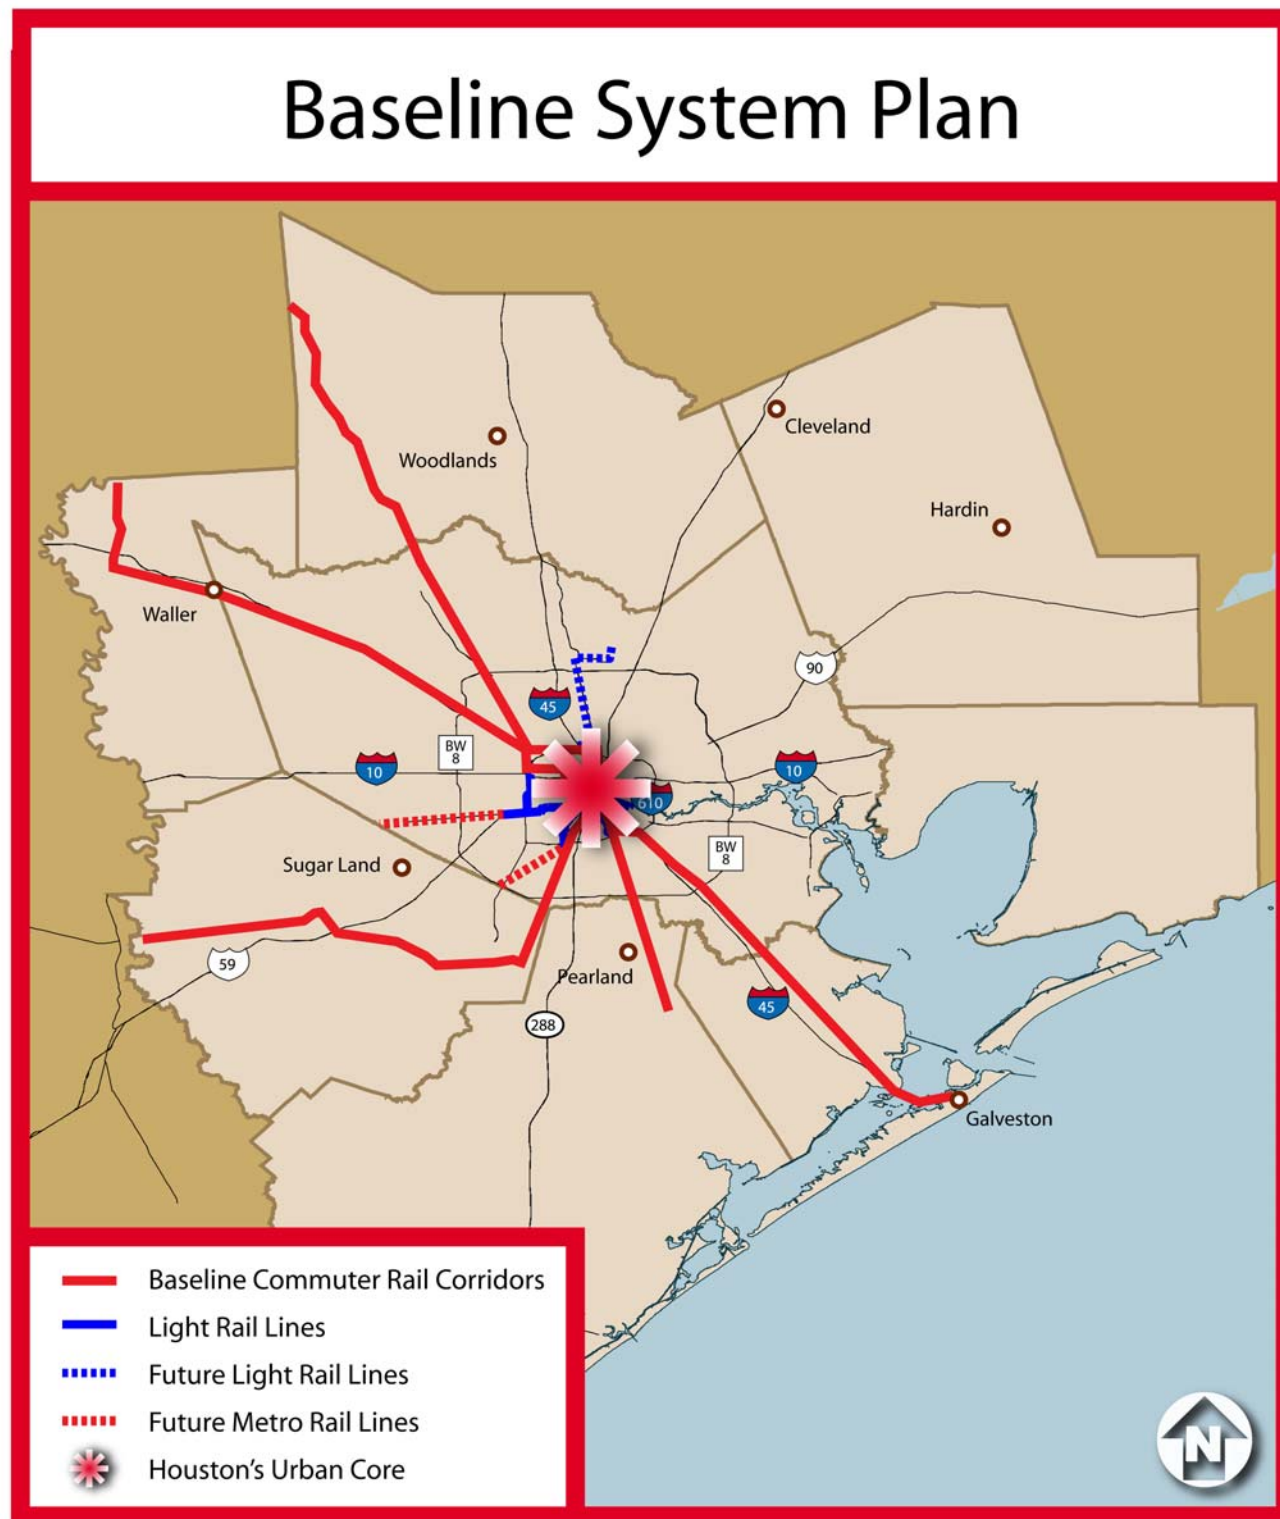 Baseline System Plan
Woodlands
Cleveland
Hardin
Waller
90
45
BW
8
10
10
610
Sugar Land
BW
8
59
Pearland
45
288
Galveston
Baseline Commuter Rail Corridors
Light Rail Lines
Future Light Rail Lines
Future Metro Rail Lines
Houston's Urban Core
N